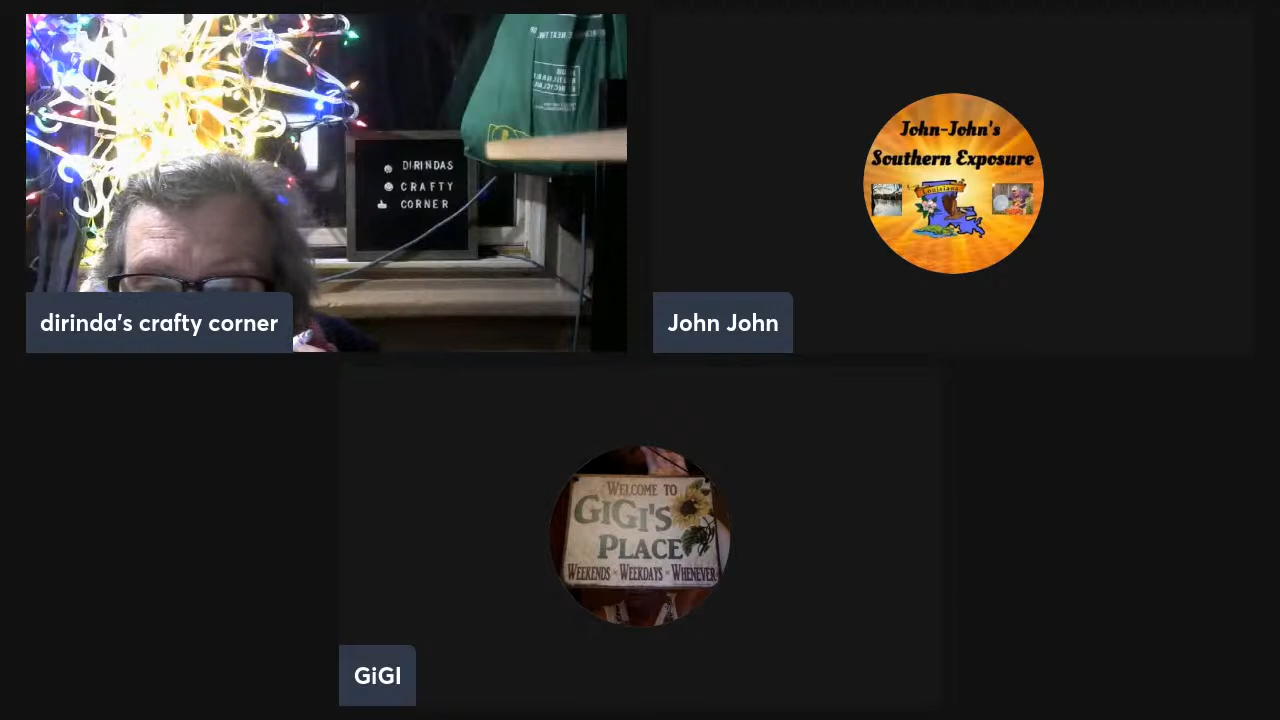 DIRINDAS
CRAFTY
CORNER
dirinda's crafty corner
John-John's
Southern Exposure
Louisiana
John John
WELCOME TO
GIGI'S
PLACE
WEEKENDS - WEEKDAYS - WHENEVER
GiGI